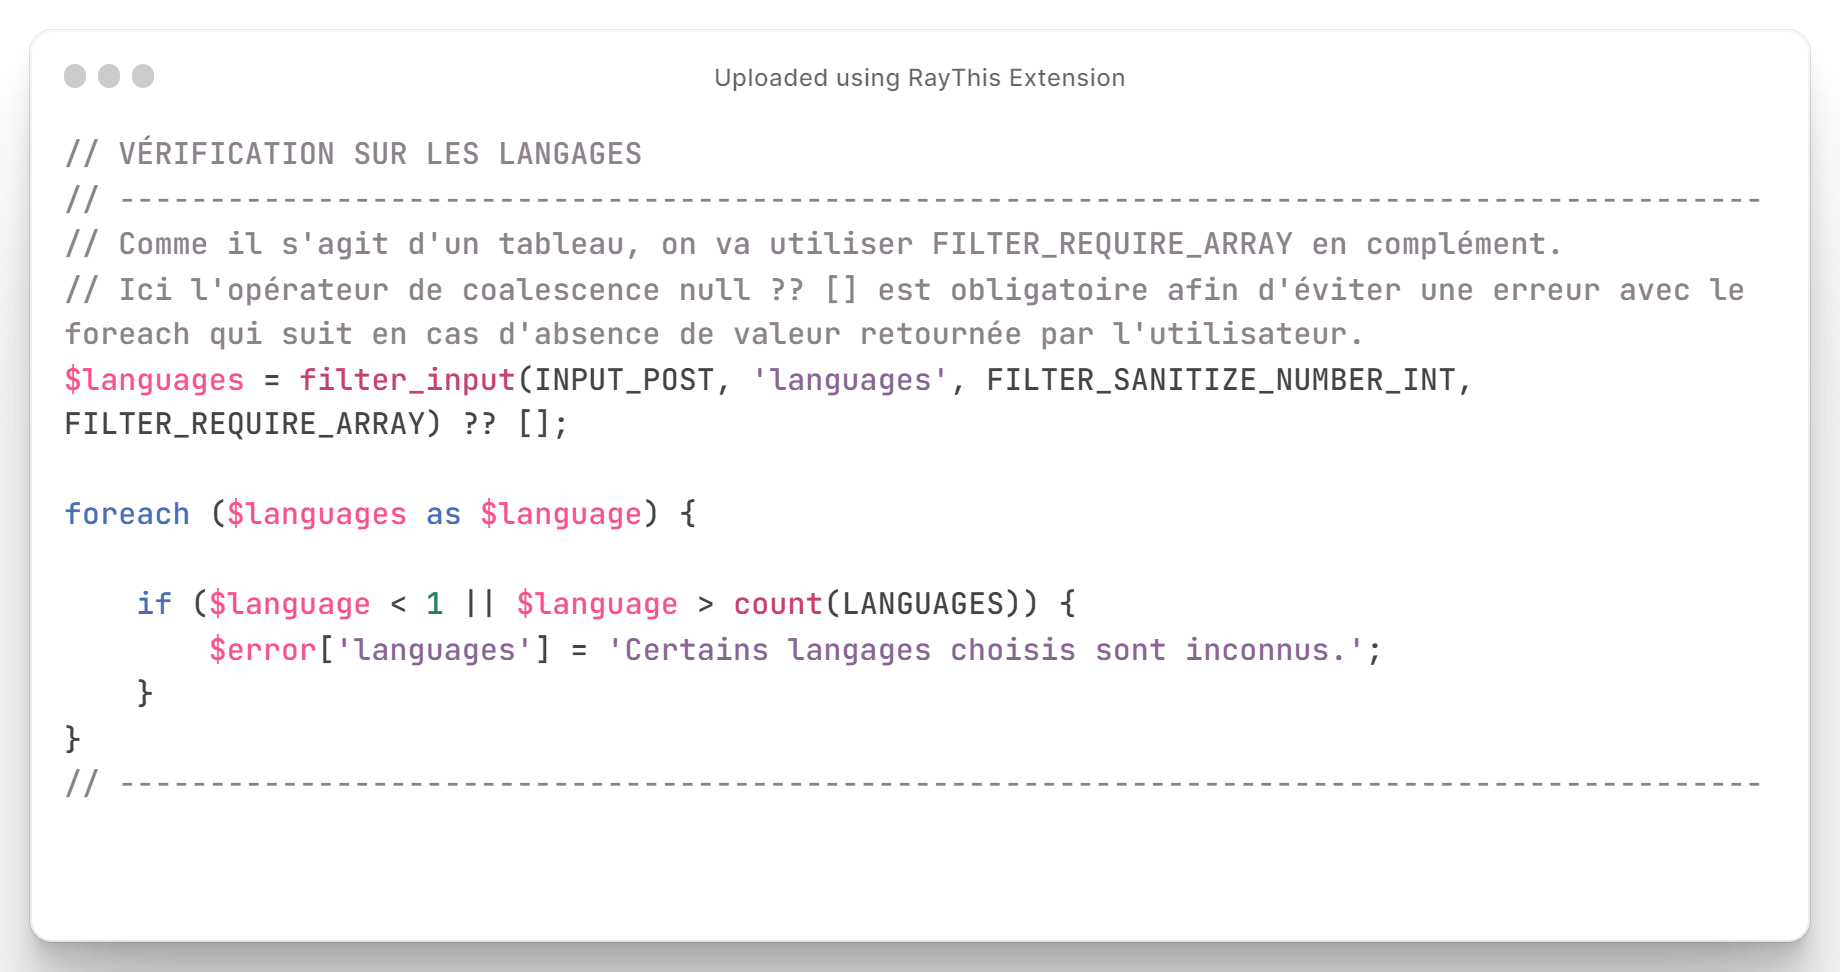 Uploaded using RayThis Extension
// VÉRIFICATION SUR LES LANGAGES
// -------------------------------------------------------------------------------------------
// Comme il s'agit d'un tableau, on va utiliser FILTER_REQUIRE_ARRAY en complément.
// Ici l'opérateur de coalescence null ?? [] est obligatoire afin d'éviter une erreur avec le
foreach qui suit en cas d'absence de valeur retournée par l'utilisateur.
$languages = filter_input(INPUT_POST, 'languages', FILTER_SANITIZE_NUMBER_INT,
FILTER_REQUIRE_ARRAY) ?? [];
foreach ($languages as $language) {
    if ($language < 1 || $language > count(LANGUAGES)) {
        $error['languages'] = 'Certains langages choisis sont inconnus.';
    }
}
// -------------------------------------------------------------------------------------------